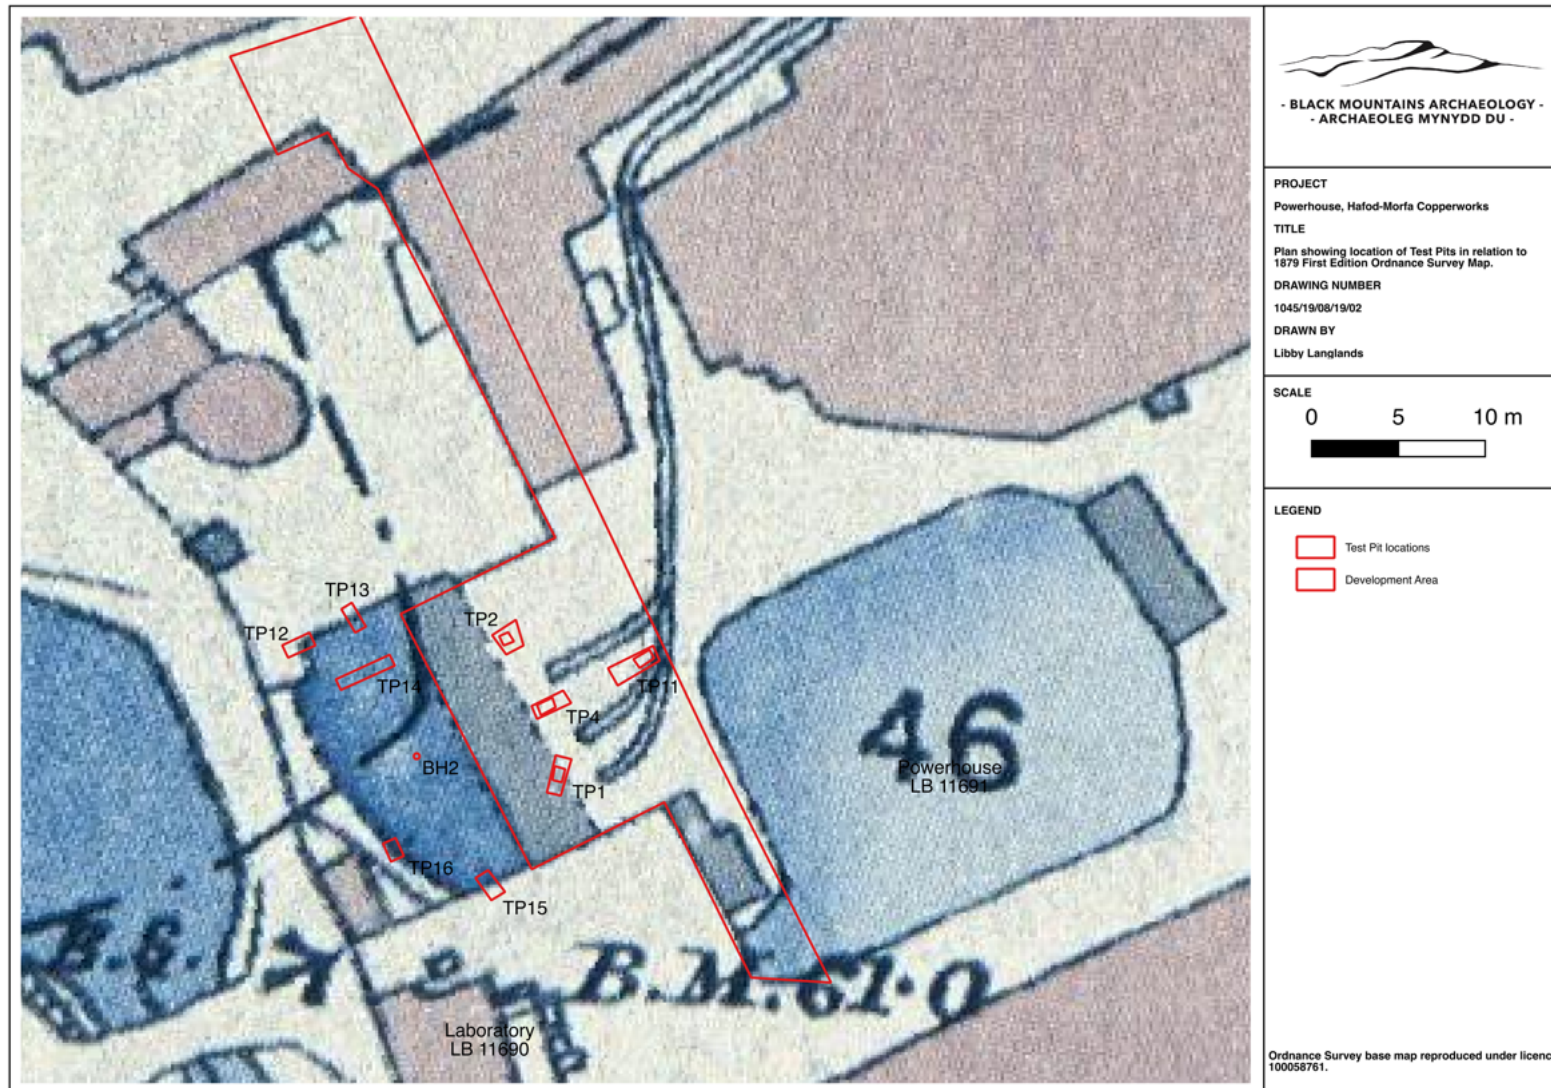 - BLACK MOUNTAINS ARCHAEOLOGY -
- ARCHAEOLEG MYNYDD DU -
PROJECT
Powerhouse, Hafod-Morfa Copperworks
TITLE
Plan showing location of Test Pits in relation to
1879 First Edition Ordnance Survey Map.
DRAWING NUMBER
1045/19/08/19/02
DRAWN BY
Libby Langlands
SCALE
0 5 10 m
LEGEND
Test Pit locations
Development Area
Ordnance Survey base map reproduced under licenc
100058761.
TP13
TP12
TP2
TP14
TP11
TP4
BH2
TP1
TP16
TP15
46
Powerhouse
LB 11691
B.M.61.0
Laboratory
LB 11690